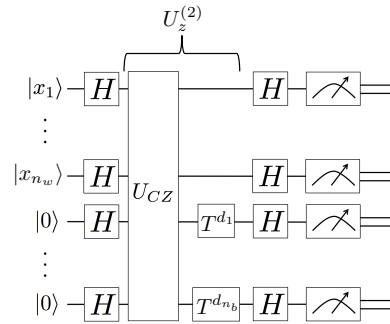 U_z^{(2)}
|x_1⟩ H H
⋮
|x_{n_w}⟩ H H
U_{CZ}
|0⟩ H T^{d_1} H
⋮
|0⟩ H T^{d_{n_b}} H